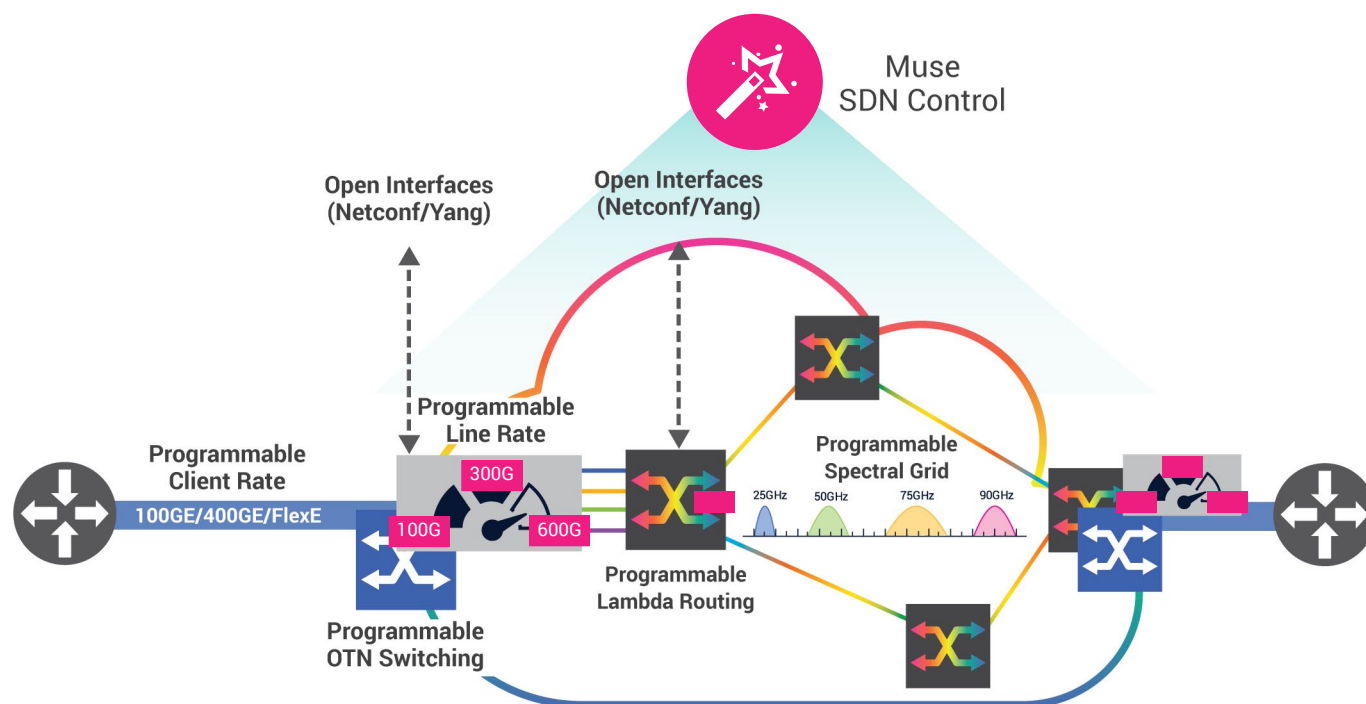 Muse
SDN Control
Open Interfaces
(Netconf/Yang)
Open Interfaces
(Netconf/Yang)
Programmable
Line Rate
Programmable
Client Rate
100GE/400GE/FlexE
300G
100G
600G
Programmable
Spectral Grid
25GHz
50GHz
75GHz
90GHz
Programmable
Lambda Routing
Programmable
OTN Switching